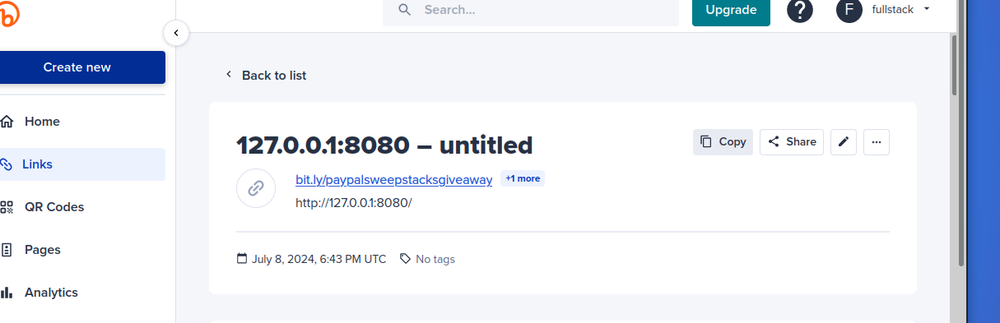 b
Search...
Upgrade
?
F
fullstack
Create new
Back to list
Home
127.0.0.1:8080 – untitled
Copy
Share
Links
bit.ly/paypalsweepstacksgiveaway
+1 more
http://127.0.0.1:8080/
QR Codes
Pages
July 8, 2024, 6:43 PM UTC
No tags
Analytics